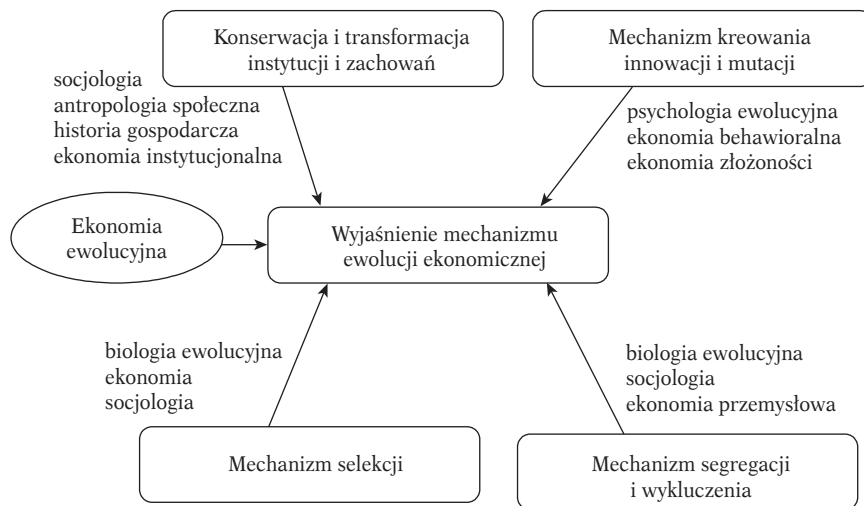 Konserwacja i transformacja
instytucji i zachowań
Mechanizm kreowania
innowacji i mutacji
socjologia
antropologia społeczna
historia gospodarcza
ekonomia instytucjonalna
psychologia ewolucyjna
ekonomia behawioralna
ekonomia złożoności
Ekonomia
ewolucyjna
Wyjaśnienie mechanizmu
ewolucji ekonomicznej
biologia ewolucyjna
ekonomia
socjologia
biologia ewolucyjna
socjologia
ekonomia przemysłowa
Mechanizm selekcji
Mechanizm segregacji
i wykluczenia